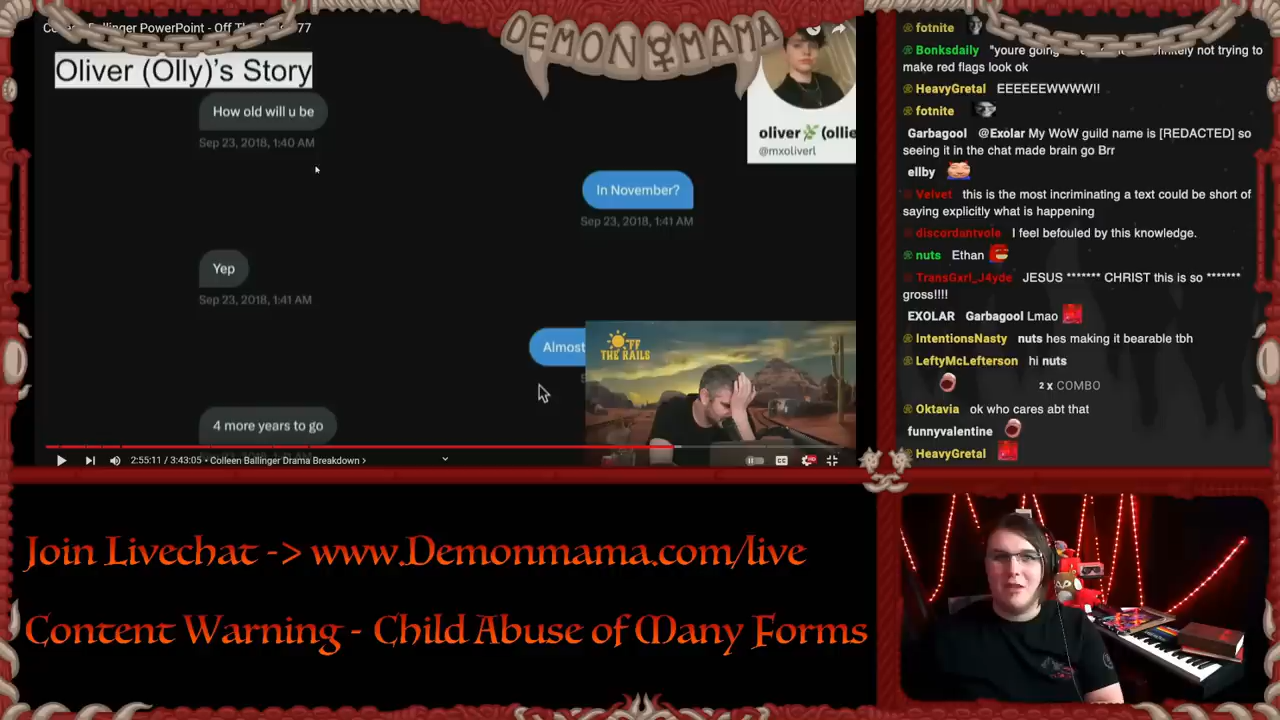 DEMON MAMA
Oliver (Olly)'s Story
How old will u be
Sep 23, 2018, 1:40 AM
In November?
Sep 23, 2018, 1:41 AM
Yep
Sep 23, 2018, 1:41 AM
Almost
4 more years to go
oliver🌿 (ollie
@mxoliverl
OFF
THE RAILS
2:55:11 / 3:43:05 • Colleen Ballinger Drama Breakdown >
fotnite
Bonksdaily "youre going
nitely not trying to
make red flags look ok
HeavyGretal EEEEEEWWWW!!
fotnite
Garbagool @Exolar My WoW guild name is [REDACTED] so
seeing it in the chat made brain go Brr
ellby
Velvet this is the most incriminating a text could be short of
saying explicitly what is happening
discordantvole I feel befouled by this knowledge.
nuts Ethan
TransGxrl_J4yde JESUS ******* CHRIST this is so *******
gross!!!!
EXOLAR Garbagool Lmao
IntentionsNasty nuts hes making it bearable tbh
LeftyMcLefterson hi nuts
2 x COMBO
Oktavia ok who cares abt that
funnyvalentine
HeavyGretal
Join Livechat -> www.Demonmama.com/live
Content Warning - Child Abuse of Many Forms